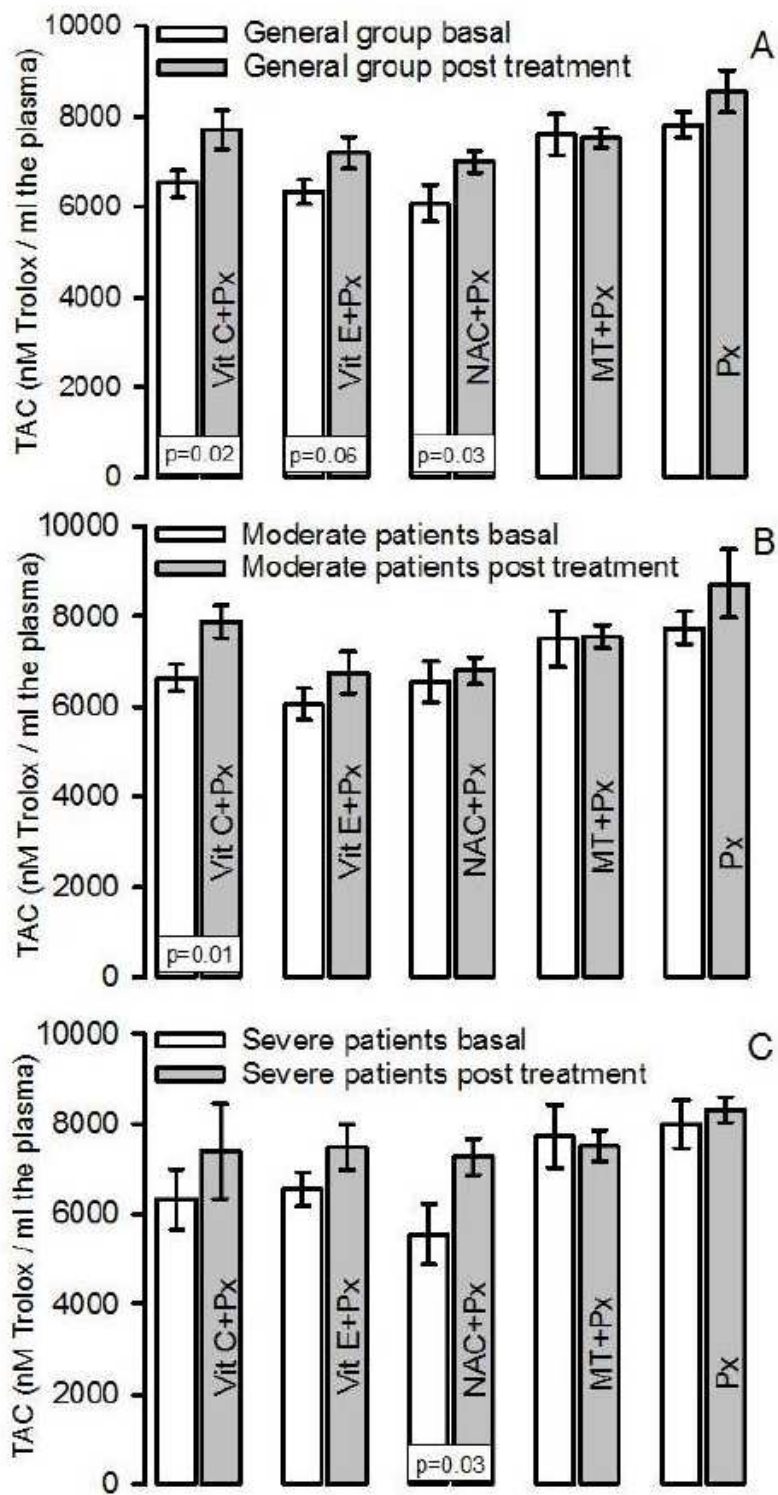 A
General group basal
General group post treatment
TAC (nM Trolox / ml the plasma)
10000
8000
6000
4000
2000
0
Vit C+Px
Vit E+Px
NAC+Px
MT+Px
Px
p=0.02
p=0.06
p=0.03
B
Moderate patients basal
Moderate patients post treatment
TAC (nM Trolox / ml the plasma)
10000
8000
6000
4000
2000
0
Vit C+Px
Vit E+Px
NAC+Px
MT+Px
Px
p=0.01
C
Severe patients basal
Severe patients post treatment
TAC (nM Trolox / ml the plasma)
10000
8000
6000
4000
2000
0
Vit C+Px
Vit E+Px
NAC+Px
MT+Px
Px
p=0.03